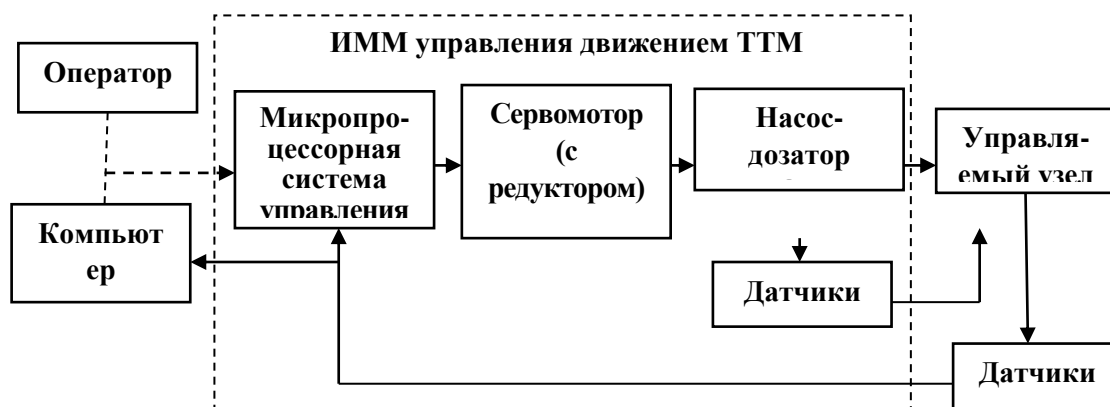 ИММ управления движением ТТМ
Оператор
Микропро-
цессорная
система
управления
Сервомотор
(с
редуктором)
Насос-
дозатор
Управля-
емый узел
Компьют
ер
Датчики
Датчики